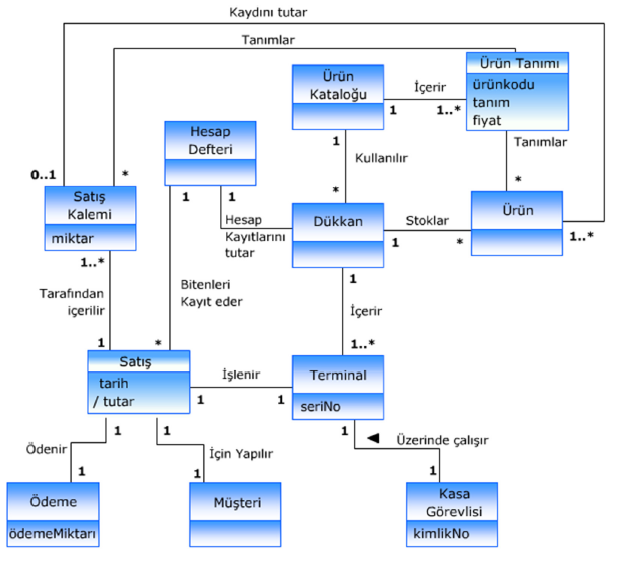 Kaydını tutar
Tanımlar
Ürün Tanımı
ürünkodu
tanım
fiyat
Ürün
Kataloğu
İçerir
1
1..*
Hesap
Defteri
1
Kullanılır
Tanımlar
0..1
*
1
1
*
*
Satış
Kalemi
miktar
Hesap
Kayıtlarını
tutar
Dükkan
Stoklar
1
*
Ürün
1..*
1..*
1
Tarafından
içerilir
Bitenleri
Kayıt eder
İçerir
1
*
1..*
Satış
tarih
/ tutar
İşlenir
1
1
Terminal
seriNo
1
1
1
Üzerinde çalışır
Ödenir
İçin Yapılır
1
1
1
Ödeme
ödemeMiktarı
Müşteri
Kasa
Görevlisi
kimlikNo